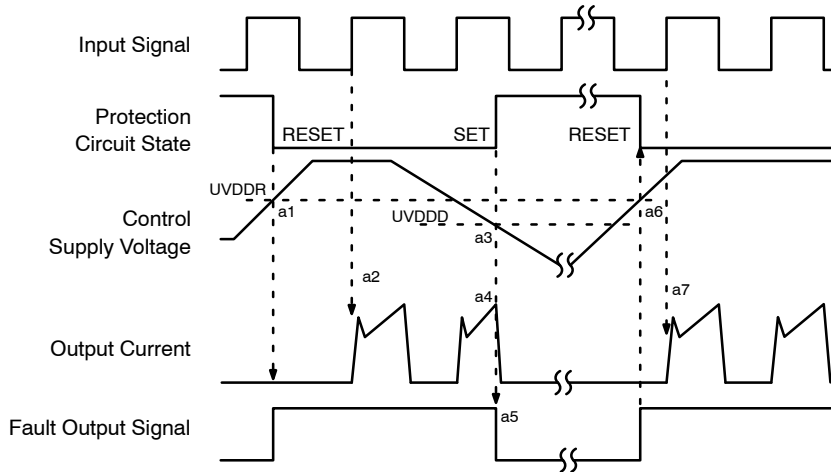 Input Signal
Protection
Circuit State
RESET
SET
RESET
UVDDR
a1
UVDDD
a3
a6
Control
Supply Voltage
a2
a4
a7
Output Current
a5
Fault Output Signal